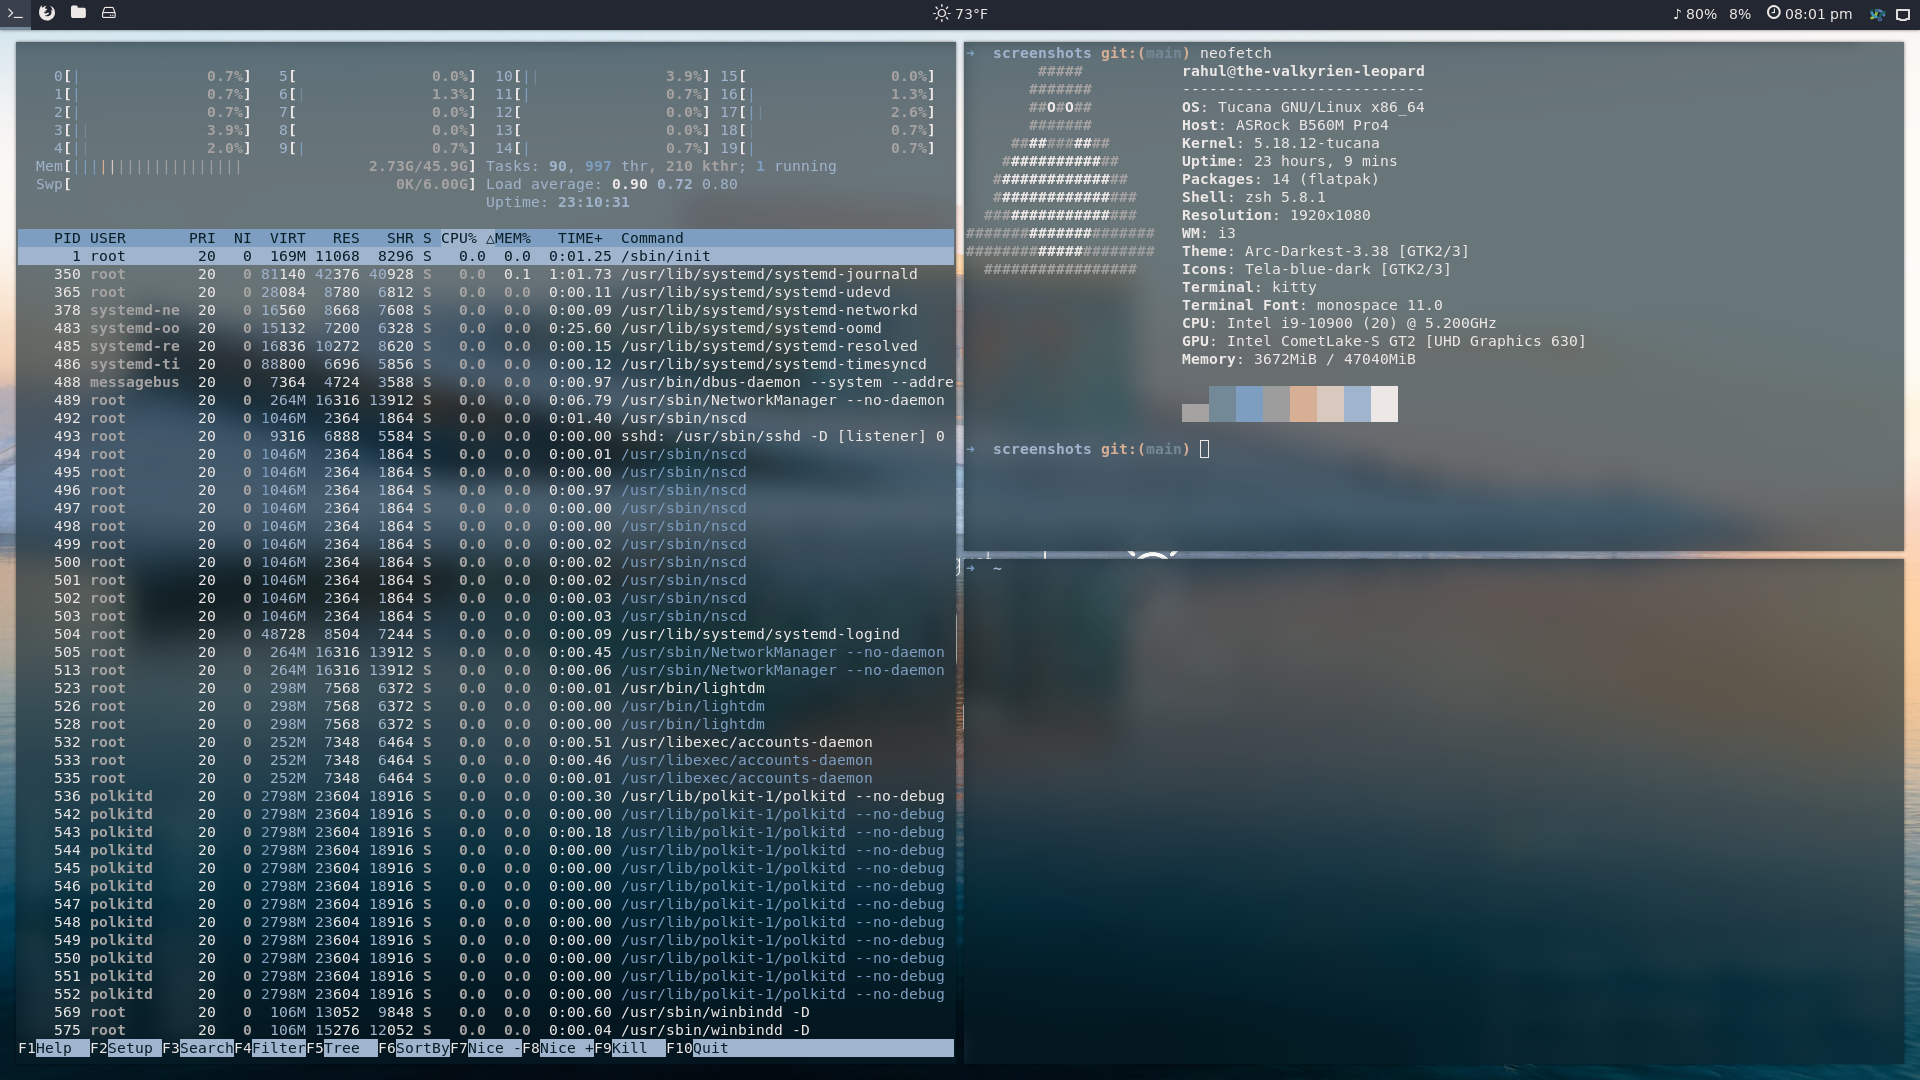 73°F
♪ 80% 8% 08:01 pm
0[| 0.7%] 5[ 0.0%] 10[|| 3.9%] 15[ 0.0%]
1[| 0.7%] 6[| 1.3%] 11[| 0.7%] 16[| 1.3%]
2[| 0.7%] 7[ 0.0%] 12[ 0.0%] 17[|| 2.6%]
3[|| 3.9%] 8[ 0.0%] 13[ 0.0%] 18[| 0.7%]
4[|| 2.0%] 9[| 0.7%] 14[| 0.7%] 19[| 0.7%]
Mem[||||||||||||||||||| 2.73G/45.9G] Tasks: 90, 997 thr, 210 kthr; 1 running
Swp[ 0K/6.00G] Load average: 0.90 0.72 0.80
Uptime: 23:10:31
PID USER PRI NI VIRT RES SHR S CPU% △MEM% TIME+ Command
1 root 20 0 169M 11068 8296 S 0.0 0.0 0:01.25 /sbin/init
350 root 20 0 81140 42376 40928 S 0.0 0.1 1:01.73 /usr/lib/systemd/systemd-journald
365 root 20 0 28084 8780 6812 S 0.0 0.0 0:00.11 /usr/lib/systemd/systemd-udevd
378 systemd-ne 20 0 16560 8668 7608 S 0.0 0.0 0:00.09 /usr/lib/systemd/systemd-networkd
483 systemd-oo 20 0 15132 7200 6328 S 0.0 0.0 0:25.60 /usr/lib/systemd/systemd-oomd
485 systemd-re 20 0 16836 10272 8620 S 0.0 0.0 0:00.15 /usr/lib/systemd/systemd-resolved
486 systemd-ti 20 0 88800 6696 5856 S 0.0 0.0 0:00.12 /usr/lib/systemd/systemd-timesyncd
488 messagebus 20 0 7364 4724 3588 S 0.0 0.0 0:00.97 /usr/bin/dbus-daemon --system --addre
489 root 20 0 264M 16316 13912 S 0.0 0.0 0:06.79 /usr/sbin/NetworkManager --no-daemon
492 root 20 0 1046M 2364 1864 S 0.0 0.0 0:01.40 /usr/sbin/nscd
493 root 20 0 9316 6888 5584 S 0.0 0.0 0:00.00 sshd: /usr/sbin/sshd -D [listener] 0
494 root 20 0 1046M 2364 1864 S 0.0 0.0 0:00.01 /usr/sbin/nscd
495 root 20 0 1046M 2364 1864 S 0.0 0.0 0:00.00 /usr/sbin/nscd
496 root 20 0 1046M 2364 1864 S 0.0 0.0 0:00.97 /usr/sbin/nscd
497 root 20 0 1046M 2364 1864 S 0.0 0.0 0:00.00 /usr/sbin/nscd
498 root 20 0 1046M 2364 1864 S 0.0 0.0 0:00.00 /usr/sbin/nscd
499 root 20 0 1046M 2364 1864 S 0.0 0.0 0:00.02 /usr/sbin/nscd
500 root 20 0 1046M 2364 1864 S 0.0 0.0 0:00.02 /usr/sbin/nscd
501 root 20 0 1046M 2364 1864 S 0.0 0.0 0:00.02 /usr/sbin/nscd
502 root 20 0 1046M 2364 1864 S 0.0 0.0 0:00.03 /usr/sbin/nscd
503 root 20 0 1046M 2364 1864 S 0.0 0.0 0:00.03 /usr/sbin/nscd
504 root 20 0 48728 8504 7244 S 0.0 0.0 0:00.09 /usr/lib/systemd/systemd-logind
505 root 20 0 264M 16316 13912 S 0.0 0.0 0:00.45 /usr/sbin/NetworkManager --no-daemon
513 root 20 0 264M 16316 13912 S 0.0 0.0 0:00.06 /usr/sbin/NetworkManager --no-daemon
523 root 20 0 298M 7568 6372 S 0.0 0.0 0:00.01 /usr/bin/lightdm
526 root 20 0 298M 7568 6372 S 0.0 0.0 0:00.00 /usr/bin/lightdm
528 root 20 0 298M 7568 6372 S 0.0 0.0 0:00.00 /usr/bin/lightdm
532 root 20 0 252M 7348 6464 S 0.0 0.0 0:00.51 /usr/libexec/accounts-daemon
533 root 20 0 252M 7348 6464 S 0.0 0.0 0:00.46 /usr/libexec/accounts-daemon
535 root 20 0 252M 7348 6464 S 0.0 0.0 0:00.01 /usr/libexec/accounts-daemon
536 polkitd 20 0 2798M 23604 18916 S 0.0 0.0 0:00.30 /usr/lib/polkit-1/polkitd --no-debug
542 polkitd 20 0 2798M 23604 18916 S 0.0 0.0 0:00.00 /usr/lib/polkit-1/polkitd --no-debug
543 polkitd 20 0 2798M 23604 18916 S 0.0 0.0 0:00.18 /usr/lib/polkit-1/polkitd --no-debug
544 polkitd 20 0 2798M 23604 18916 S 0.0 0.0 0:00.00 /usr/lib/polkit-1/polkitd --no-debug
545 polkitd 20 0 2798M 23604 18916 S 0.0 0.0 0:00.00 /usr/lib/polkit-1/polkitd --no-debug
546 polkitd 20 0 2798M 23604 18916 S 0.0 0.0 0:00.00 /usr/lib/polkit-1/polkitd --no-debug
547 polkitd 20 0 2798M 23604 18916 S 0.0 0.0 0:00.00 /usr/lib/polkit-1/polkitd --no-debug
548 polkitd 20 0 2798M 23604 18916 S 0.0 0.0 0:00.00 /usr/lib/polkit-1/polkitd --no-debug
549 polkitd 20 0 2798M 23604 18916 S 0.0 0.0 0:00.00 /usr/lib/polkit-1/polkitd --no-debug
550 polkitd 20 0 2798M 23604 18916 S 0.0 0.0 0:00.00 /usr/lib/polkit-1/polkitd --no-debug
551 polkitd 20 0 2798M 23604 18916 S 0.0 0.0 0:00.00 /usr/lib/polkit-1/polkitd --no-debug
552 polkitd 20 0 2798M 23604 18916 S 0.0 0.0 0:00.00 /usr/lib/polkit-1/polkitd --no-debug
569 root 20 0 106M 13052 9848 S 0.0 0.0 0:00.60 /usr/sbin/winbindd -D
575 root 20 0 106M 15276 12052 S 0.0 0.0 0:00.04 /usr/sbin/winbindd -D
F1Help F2Setup F3SearchF4FilterF5Tree F6SortByF7Nice -F8Nice +F9Kill F10Quit
➜ screenshots git:(main) neofetch
##### rahul@the-valkyrien-leopard
####### ---------------------------
##O#O## OS: Tucana GNU/Linux x86_64
####### Host: ASRock B560M Pro4
########### Kernel: 5.18.12-tucana
############# Uptime: 23 hours, 9 mins
############### Packages: 14 (flatpak)
################ Shell: zsh 5.8.1
################# Resolution: 1920x1080
##################### WM: i3
##################### Theme: Arc-Darkest-3.38 [GTK2/3]
################# Icons: Tela-blue-dark [GTK2/3]
Terminal: kitty
Terminal Font: monospace 11.0
CPU: Intel i9-10900 (20) @ 5.200GHz
GPU: Intel CometLake-S GT2 [UHD Graphics 630]
Memory: 3672MiB / 47040MiB
➜ screenshots git:(main)
➜ ~